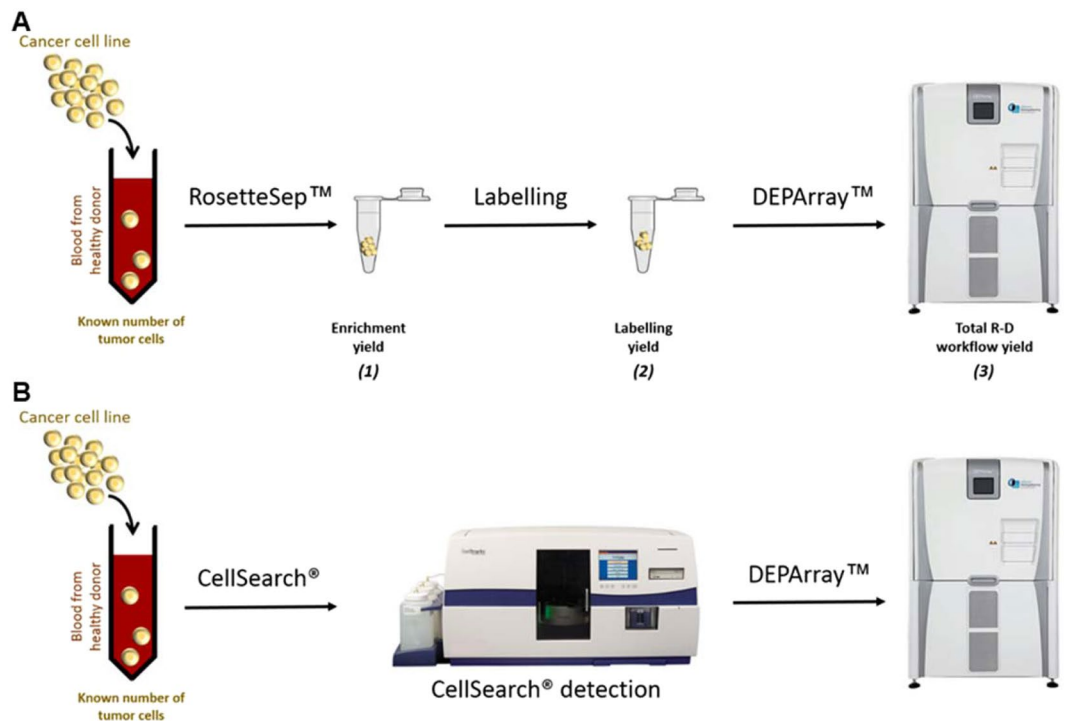 A
Cancer cell line
Blood from
healthy donor
RosetteSep™
Labelling
DEPArray™
Known number of
tumor cells
Enrichment
yield
(1)
Labelling
yield
(2)
Total R-D
workflow yield
(3)
B
Cancer cell line
Blood from
healthy donor
CellSearch®
DEPArray™
CellSearch® detection
Known number of
tumor cells